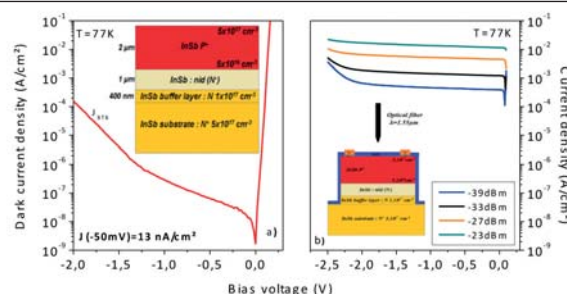 T=77K
5x10¹⁷ cm⁻³
2µm
InSb P⁺
5x10¹⁶ cm⁻³
1µm
InSb : nid (N⁻)
400 nm
InSb buffer layer : N 1x10¹⁷ cm⁻³
InSb substrate : N⁺ 5x10¹⁷ cm⁻³
a)
J (-50mV)=13 nA/cm²
Dark current density (A/cm²)
10⁻¹
10⁻²
10⁻³
10⁻⁴
10⁻⁵
10⁻⁶
10⁻⁷
10⁻⁸
10⁻⁹
-2,0 -1,5 -1,0 -0,5 0,0
T=77K
Optical fiber
λ=1.55µm
InSb : nid (N⁻)
b)
-39dBm
-33dBm
-27dBm
-23dBm
10⁻¹
10⁻²
10⁻³
10⁻⁴
10⁻⁵
10⁻⁶
10⁻⁷
10⁻⁸
10⁻⁹
Current density (A/cm²)
-2,5 -2,0 -1,5 -1,0 -0,5 0,0
Bias voltage (V)